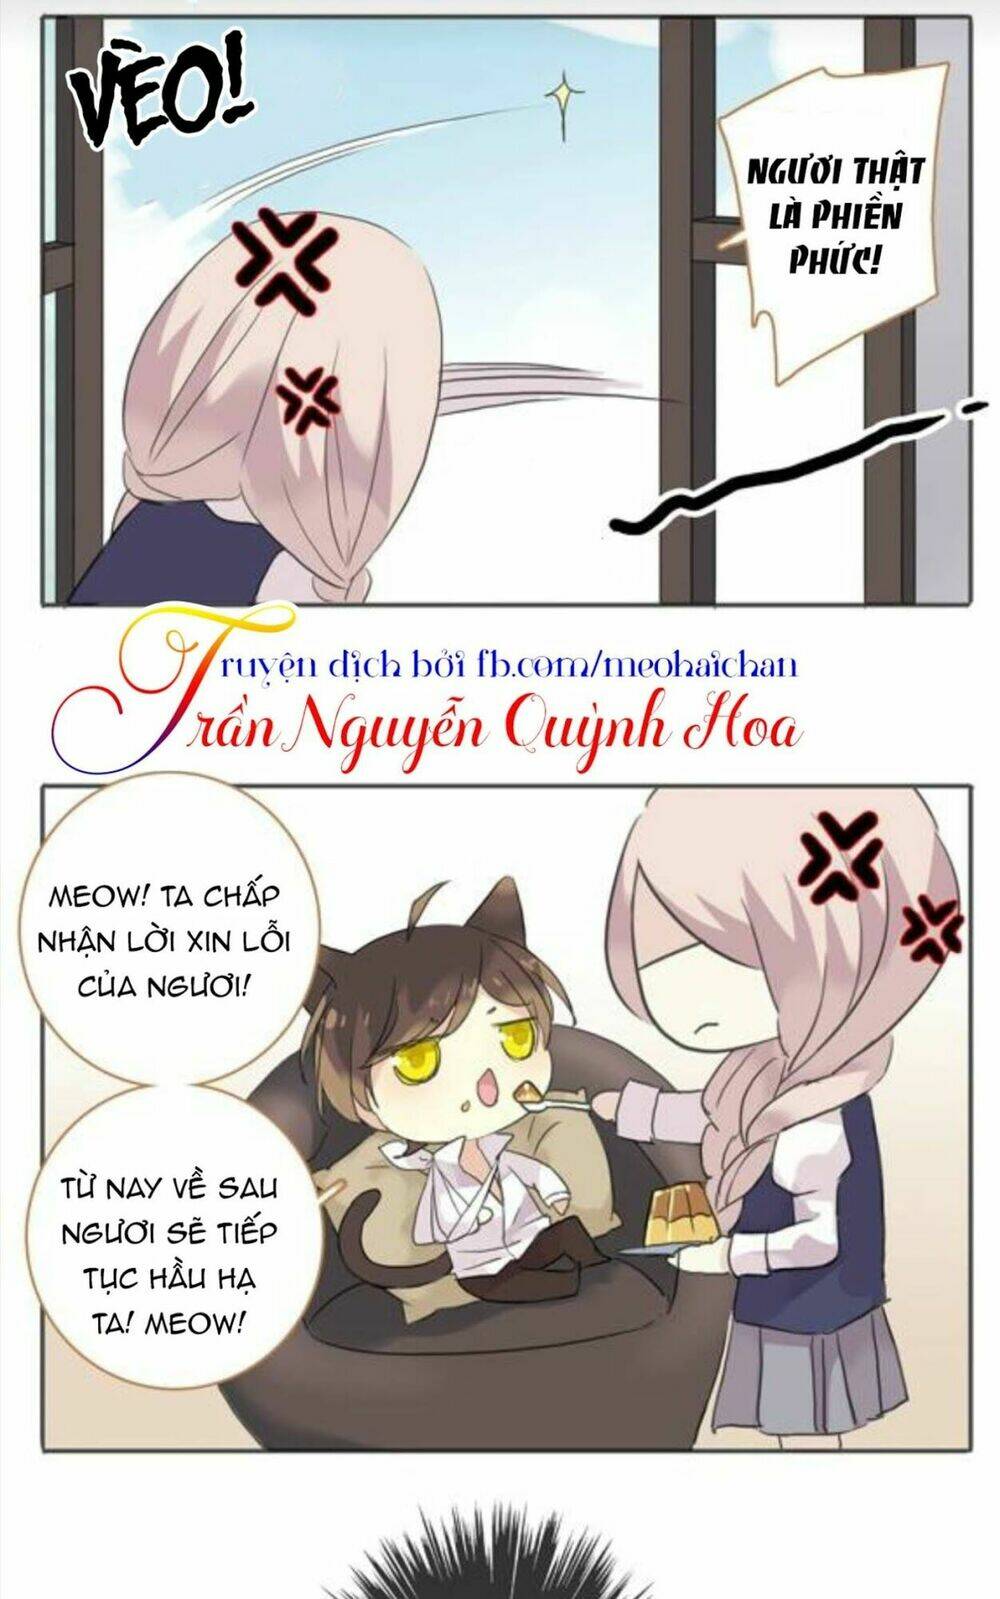 VÈO!
NGƯƠI THẬT
LÀ PHIỀN
PHỨC!
Truyện dịch bởi fb.com/meohaichan
Trần Nguyễn Quỳnh Hoa
MEOW! TA CHẤP
NHẬN LỜI XIN LỖI
CỦA NGƯƠI!
TỪ NAY VỀ SAU
NGƯƠI SẼ TIẾP
TỤC HẦU HẠ
TA! MEOW!